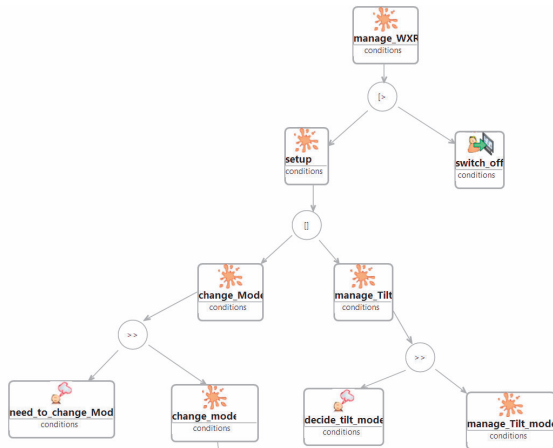 manage_WXR
conditions
[>
setup
conditions
switch_off
conditions
[]
change_Mode
conditions
manage_Tilt
conditions
>>
>>
need_to_change_Mod
conditions
change_mode
conditions
decide_tilt_mode
conditions
manage_Tilt_mod
conditions